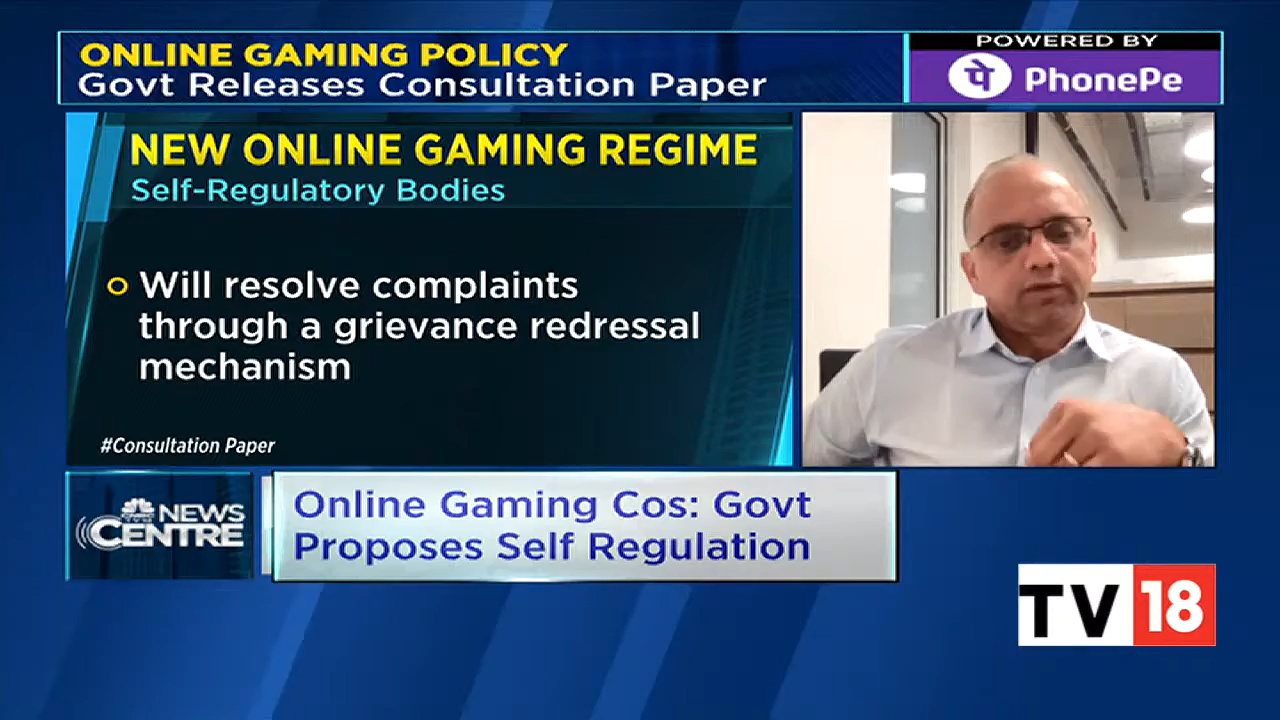 ONLINE GAMING POLICY
Govt Releases Consultation Paper
POWERED BY
पे PhonePe
NEW ONLINE GAMING REGIME
Self-Regulatory Bodies
Will resolve complaints
through a grievance redressal
mechanism
#Consultation Paper
NEWS
CENTRE
Online Gaming Cos: Govt
Proposes Self Regulation
TV18